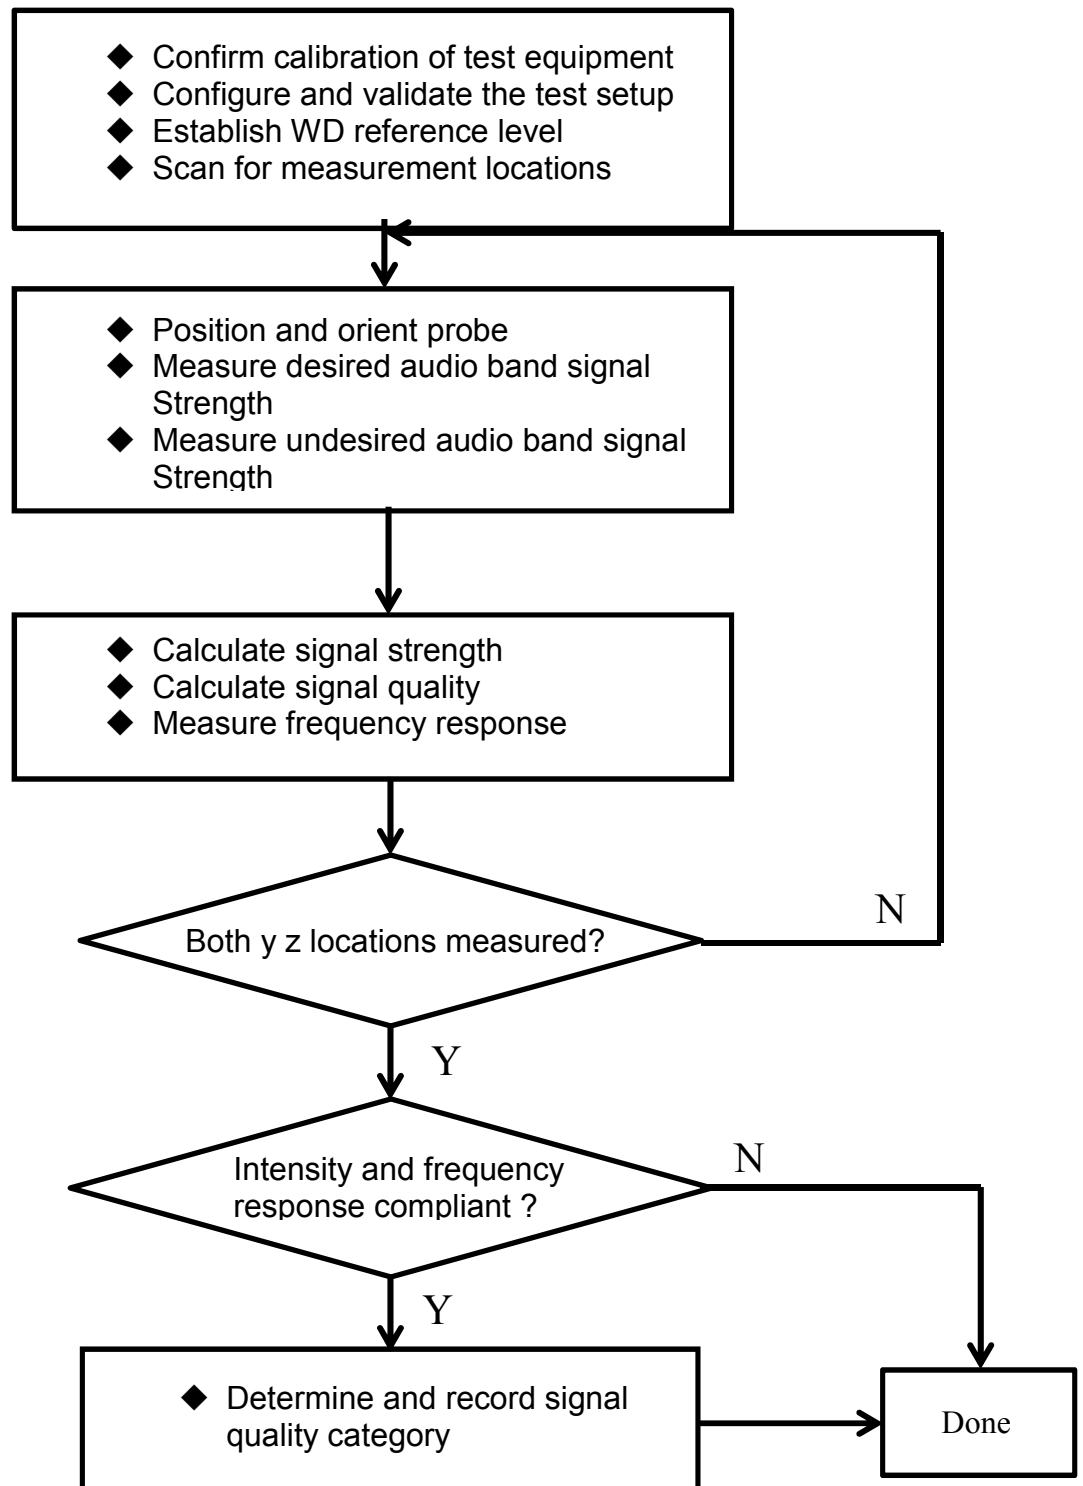 ◆ Confirm calibration of test equipment
◆ Configure and validate the test setup
◆ Establish WD reference level
◆ Scan for measurement locations
◆ Position and orient probe
◆ Measure desired audio band signal
Strength
◆ Measure undesired audio band signal
Strength
◆ Calculate signal strength
◆ Calculate signal quality
◆ Measure frequency response
Both y z locations measured?
N
Y
Intensity and frequency
response compliant ?
N
Y
◆ Determine and record signal
quality category
Done